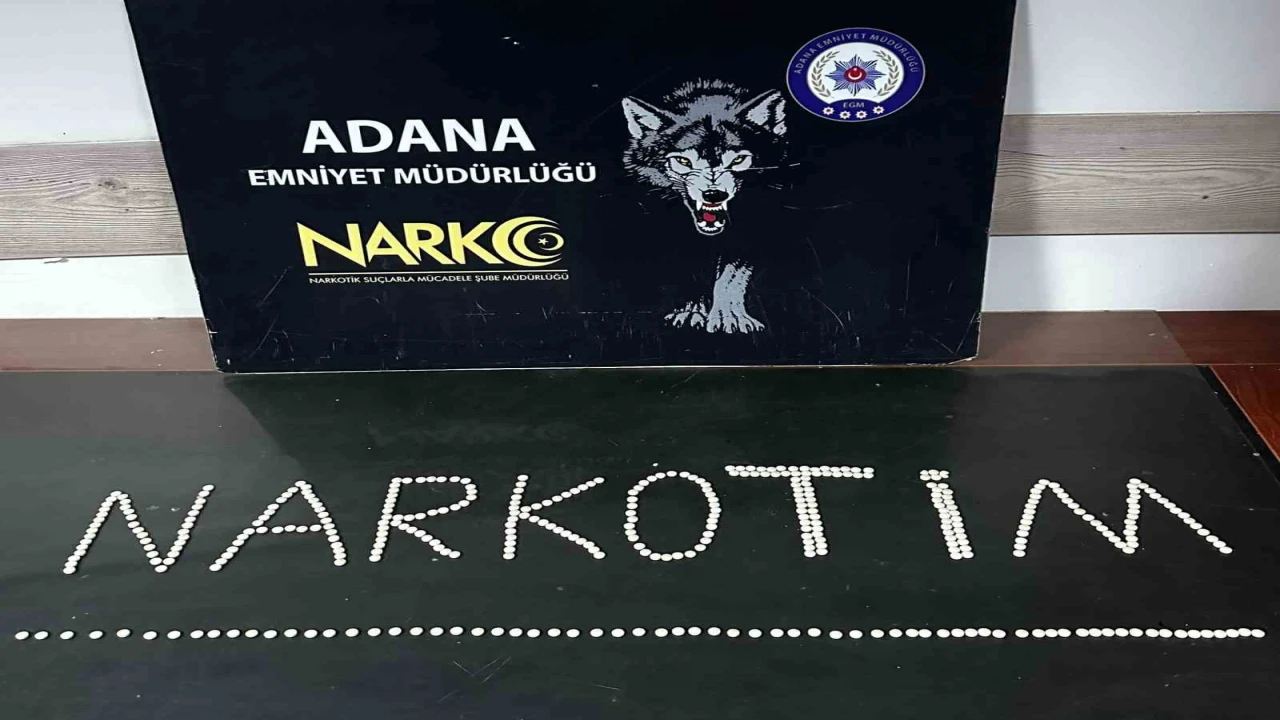 ADANA EMNİYET MÜDÜRLÜĞÜ
EGM
ADANA
EMNİYET MÜDÜRLÜĞÜ
NARKO
NARKOTİK SUÇLARLA MÜCADELE ŞUBE MÜDÜRLÜĞÜ
NARKOTİM